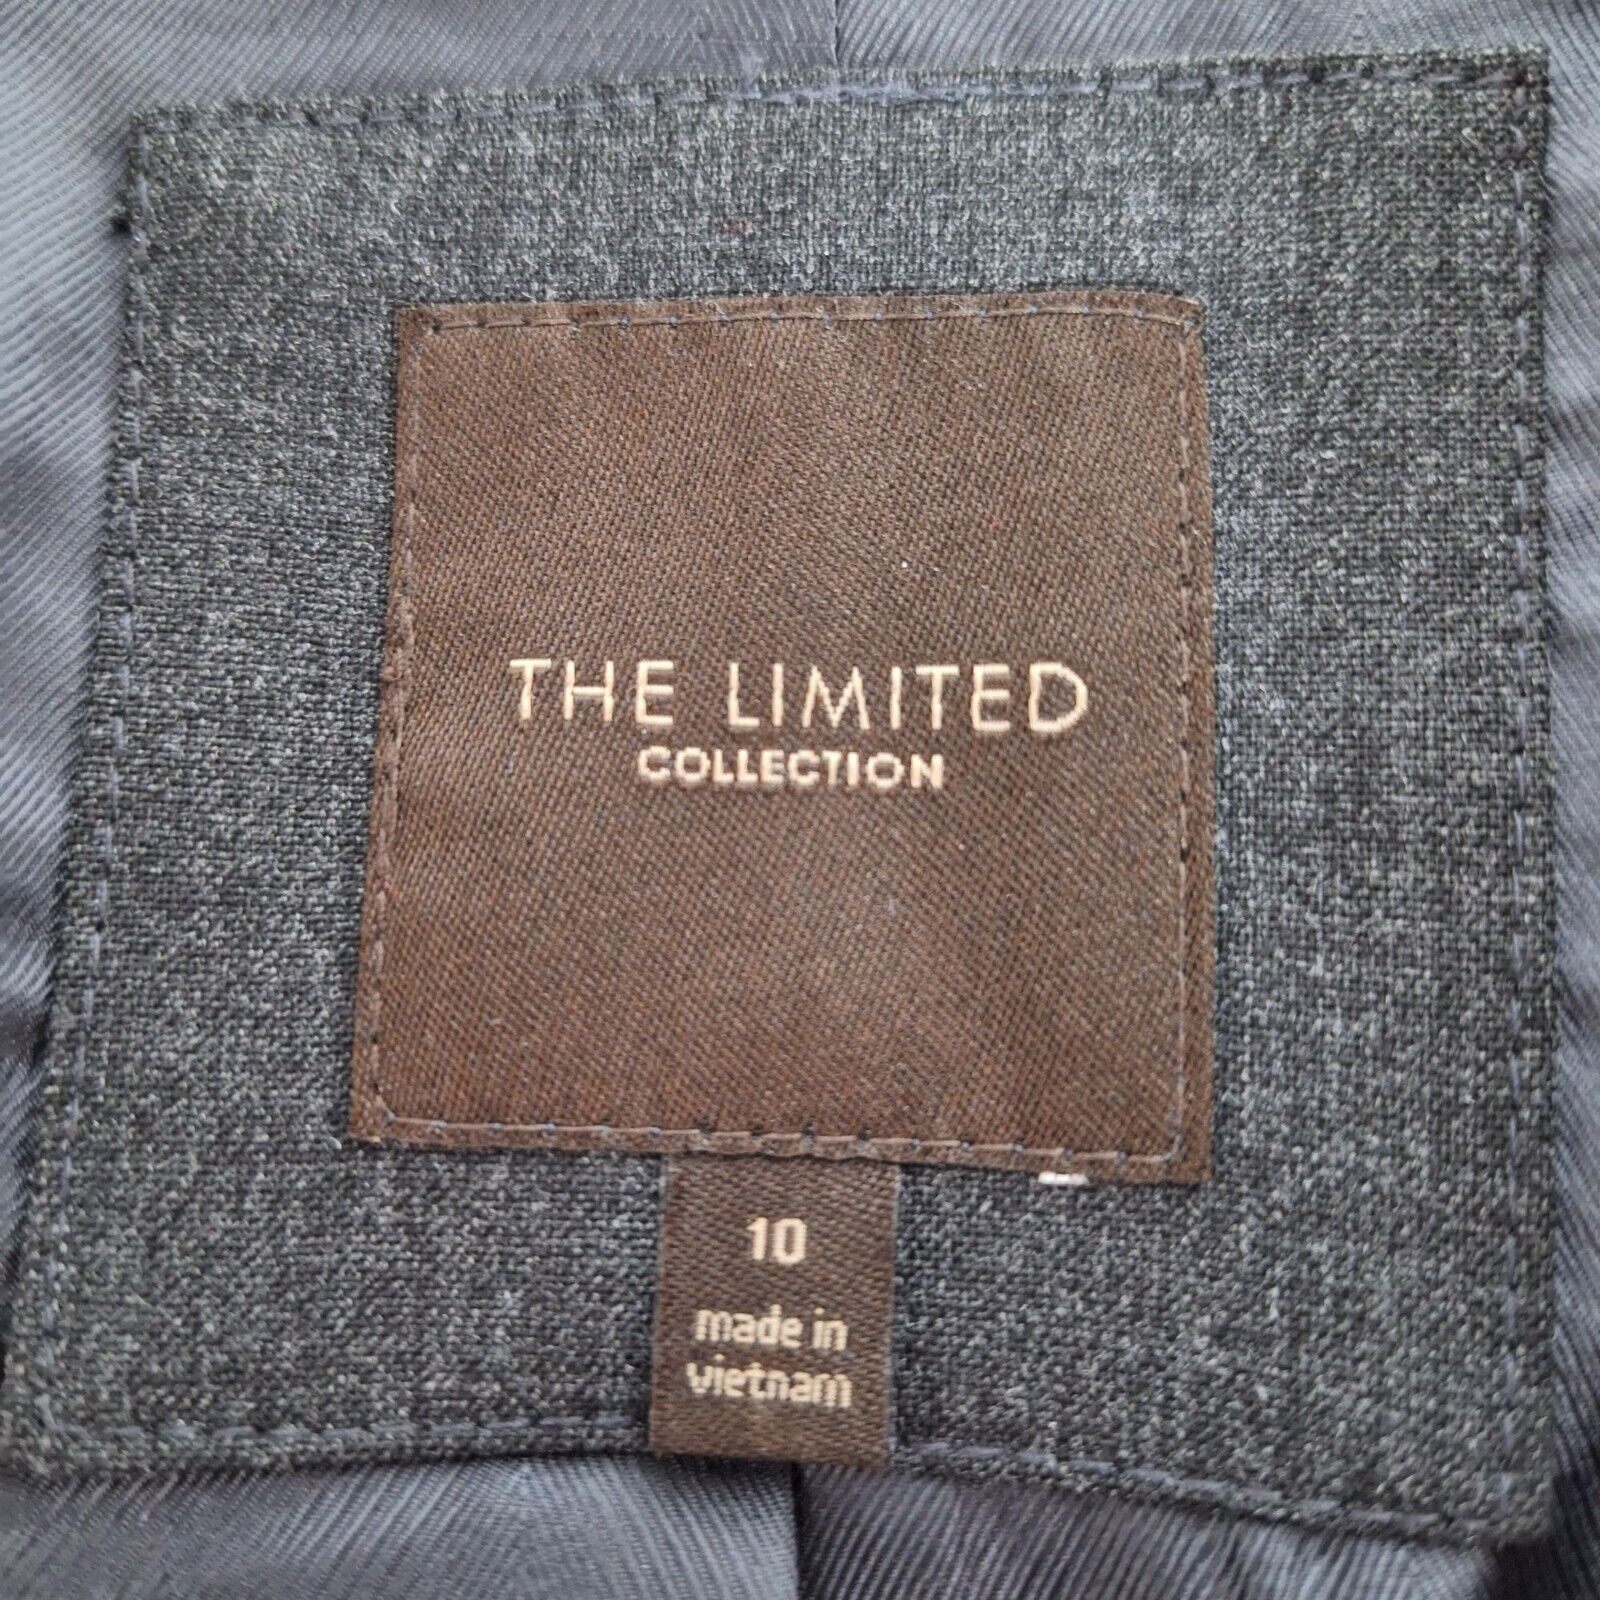 THE LIMITED
COLLECTION
10
made in
vietnam